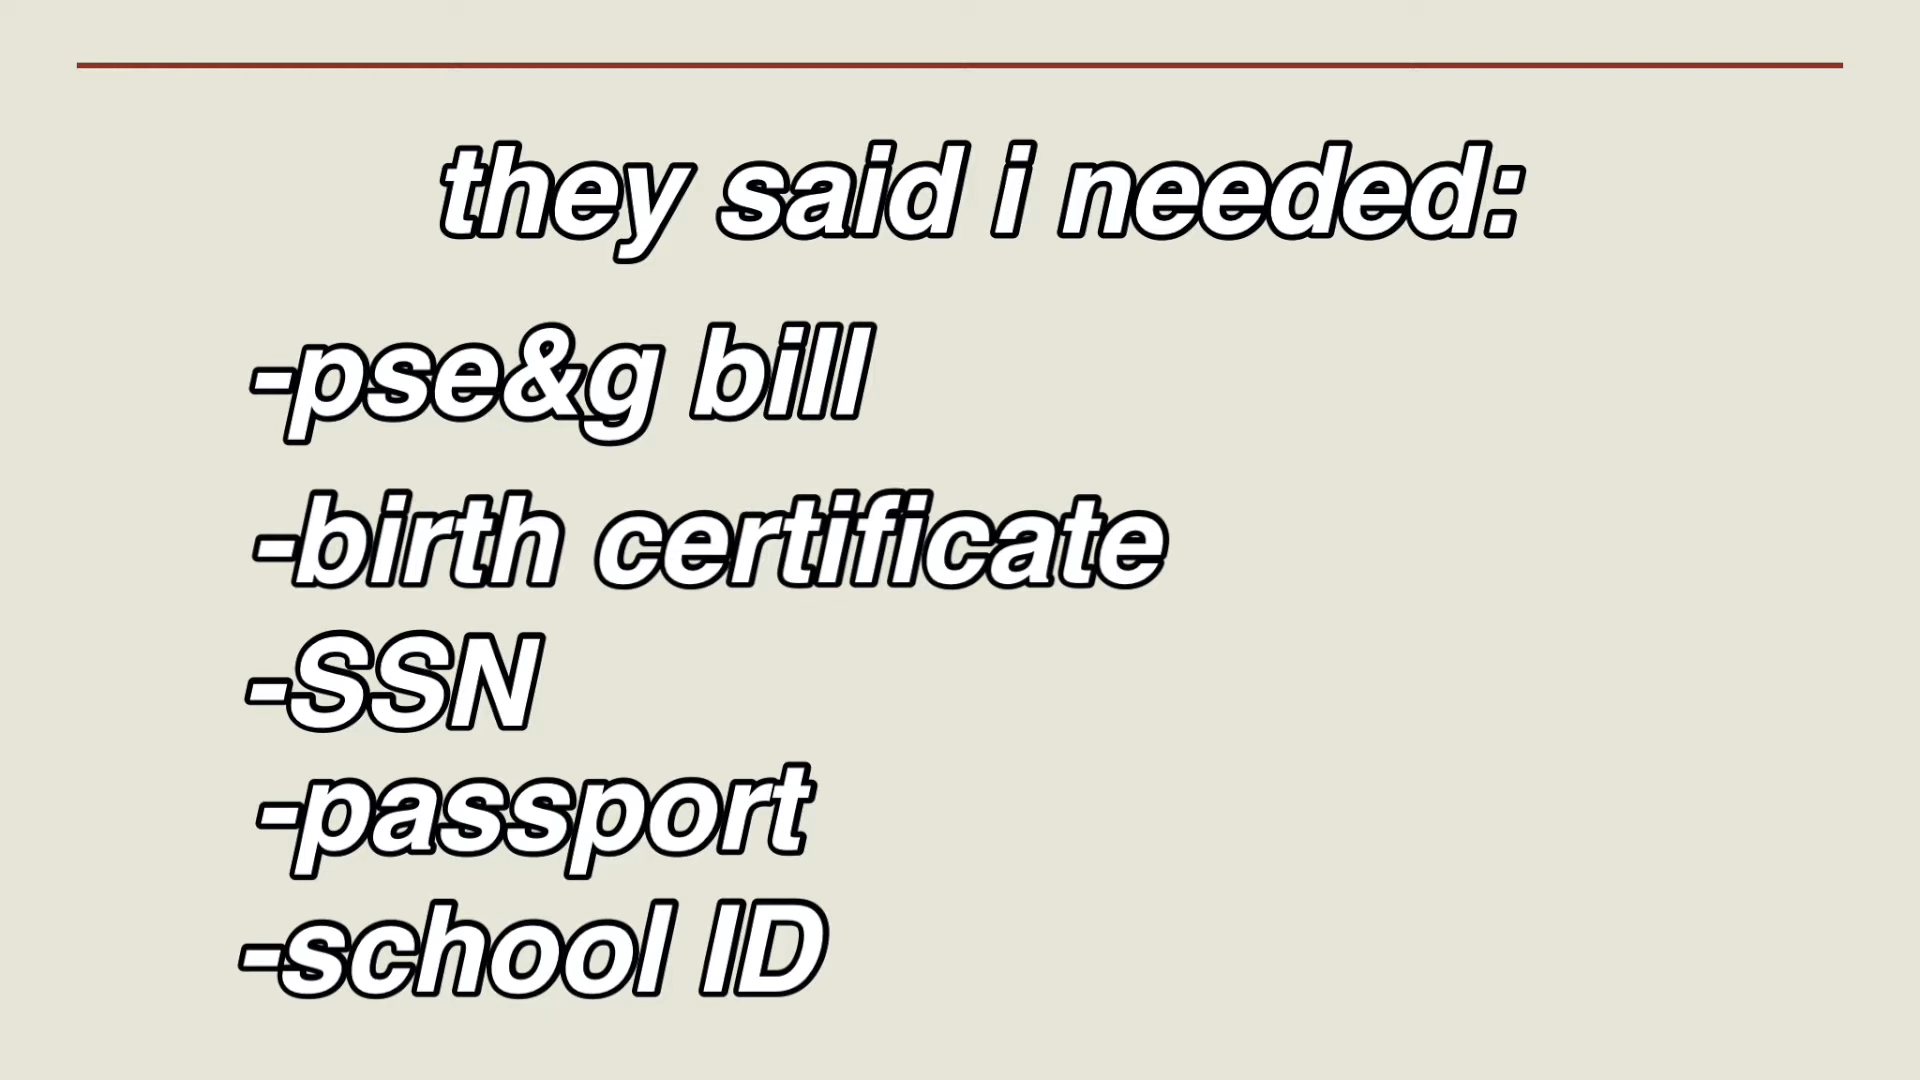 they said i needed:
-pse&g bill
-birth certificate
-SSN
-passport
-school ID